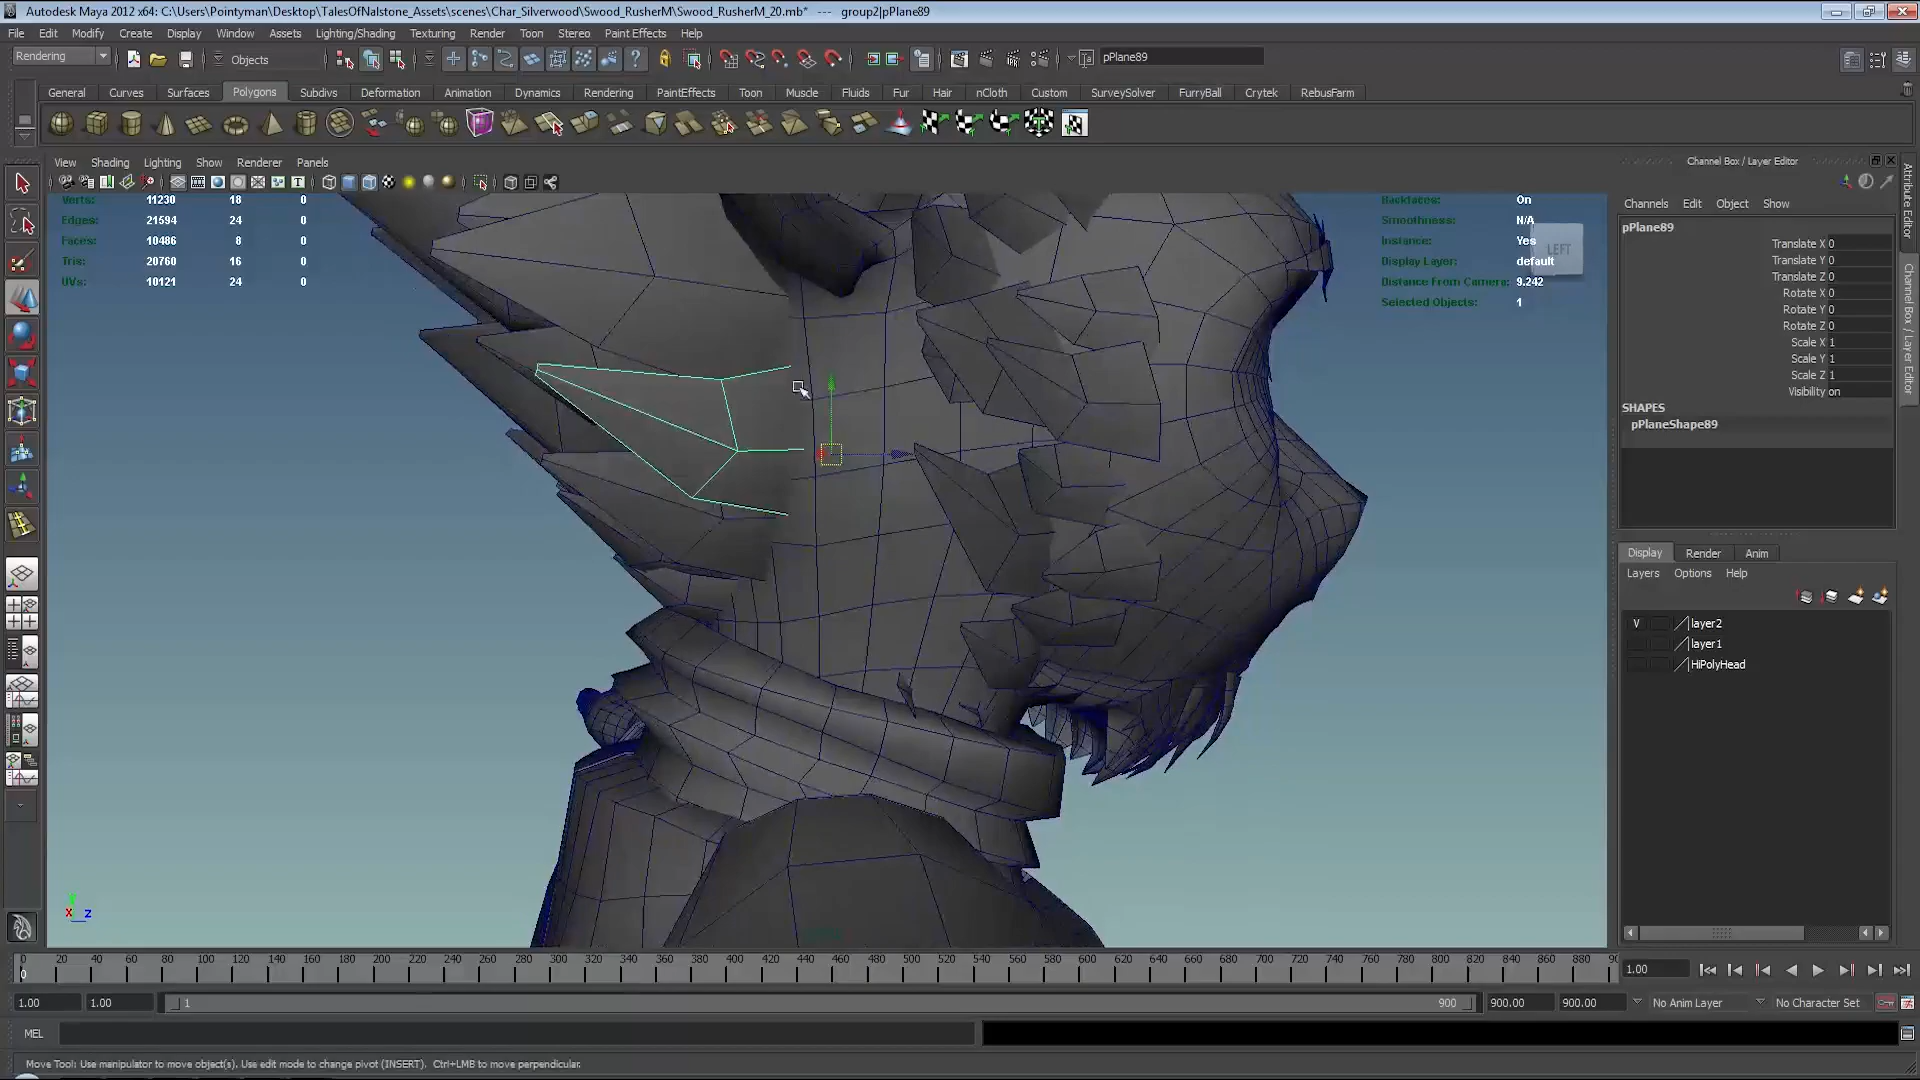 Autodesk Maya 2012 x64: C:\Users\Pointyman\Desktop\TalesOfNalstone_Assets\scenes\Char_Silverwood\Swood_RusherM\Swood_RusherM_20.mb* --- group2|pPlane89
File Edit Modify Create Display Window Assets Lighting/Shading Texturing Render Toon Stereo Paint Effects Help
Rendering Objects pPlane89
General Curves Surfaces Polygons Subdivs Deformation Animation Dynamics Rendering PaintEffects Toon Muscle Fluids Fur Hair nCloth Custom SurveySolver FurryBall Crytek RebusFarm
View Shading Lighting Show Renderer Panels
Verts: 11230 18 0
Edges: 21594 24 0
Faces: 10486 8 0
Tris: 20760 16 0
UVs: 10121 24 0
Backfaces: On
Smoothness: N/A
Instance: Yes
Display Layer: default
Distance From Camera: 9.242
Selected Objects: 1
LEFT
x z
Channel Box / Layer Editor
Channels Edit Object Show
pPlane89
Translate X 0
Translate Y 0
Translate Z 0
Rotate X 0
Rotate Y 0
Rotate Z 0
Scale X 1
Scale Y 1
Scale Z 1
Visibility on
SHAPES
pPlaneShape89
Display Render Anim
Layers Options Help
V layer2
layer1
HiPolyHead
Attribute Editor
Channel Box / Layer Editor
0 20 40 60 80 100 120 140 160 180 200 220 240 260 280 300 320 340 360 380 400 420 440 460 480 500 520 540 560 580 600 620 640 660 680 700 720 740 760 780 800 820 840 860 880 90
0
1.00
1.00 1.00 1 900 900.00 900.00 No Anim Layer No Character Set
MEL
Move Tool: Use manipulator to move object(s). Use edit mode to change pivot (INSERT). Ctrl+LMB to move perpendicular.